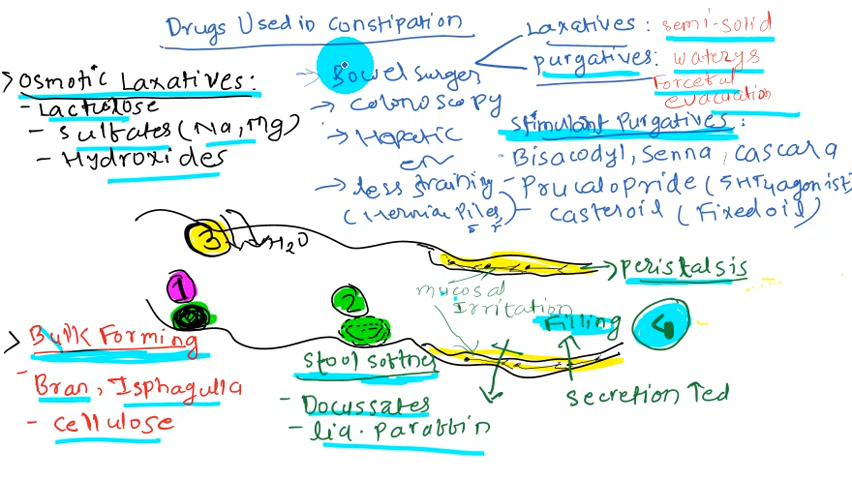 Drugs Used in Constipation
Laxatives: semi-solid
purgatives: waterys
Forceful
evacuation
> Osmotic Laxatives:
- Lactulose
- Sulfates (Na, Mg)
- Hydroxides
→ Bowel surger
→ colonoscopy
→ Hepatic
en
→ less straining
(Hernia, Piles)
Stimulant Purgatives:
- Bisacodyl, Senna, Cascara
- Prucalopride (5HT4 agonist)
- casteroil (Fixed oil)
3
H2O
→ peristalsis
mucosal
Irritation
1
2
Filling
4
> Bulk Forming
- Bran, Isphagulla
- cellulose
Stool softner
- Docussates
- liq. parabbin
secretion ↑ed